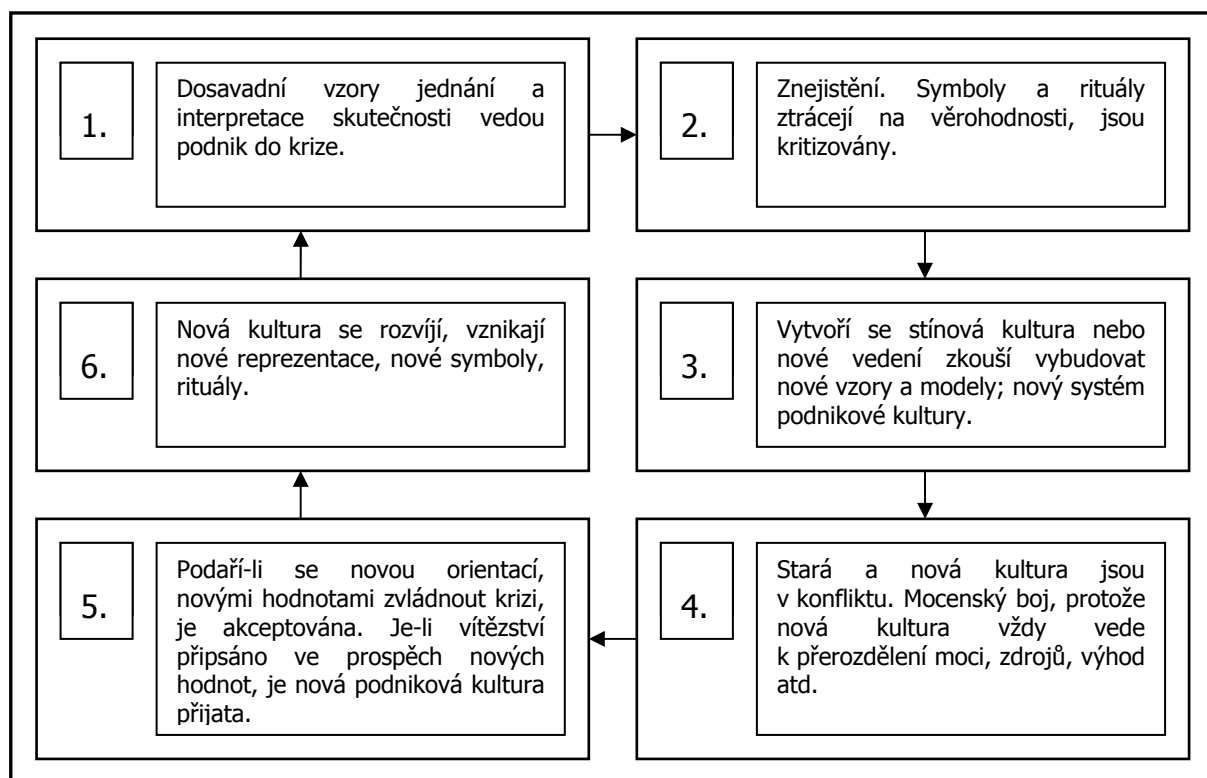 1.
Dosavadní vzory jednání a
interpretace skutečnosti vedou
podnik do krize.
2.
Znejistění. Symboly a rituály
ztrácejí na věrohodnosti, jsou
kritizovány.
3.
Vytvoří se stínová kultura nebo
nové vedení zkouší vybudovat
nové vzory a modely; nový systém
podnikové kultury.
4.
Stará a nová kultura jsou
v konfliktu. Mocenský boj, protože
nová kultura vždy vede
k přerozdělení moci, zdrojů, výhod
atd.
5.
Podaří-li se novou orientací,
novými hodnotami zvládnout krizi,
je akceptována. Je-li vítězství
připsáno ve prospěch nových
hodnot, je nová podniková kultura
přijata.
6.
Nová kultura se rozvíjí, vznikají
nové reprezentace, nové symboly,
rituály.